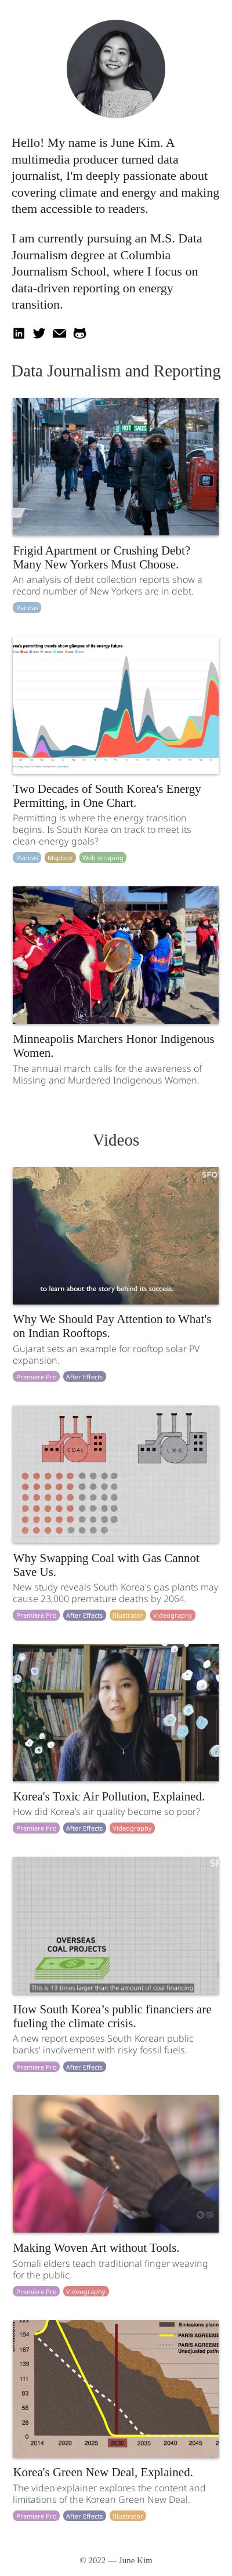 Hello! My name is June Kim. A
multimedia producer turned data
journalist, I'm deeply passionate about
covering climate and energy and making
them accessible to readers.
I am currently pursuing an M.S. Data
Journalism degree at Columbia
Journalism School, where I focus on
data-driven reporting on energy
transition.
Data Journalism and Reporting
HOT SALES
Frigid Apartment or Crushing Debt?
Many New Yorkers Must Choose.
An analysis of debt collection reports show a
record number of New Yorkers are in debt.
Pandas
rea's permitting trends show glimpse of its energy future
Two Decades of South Korea's Energy
Permitting, in One Chart.
Permitting is where the energy transition
begins. Is South Korea on track to meet its
clean-energy goals?
Pandas Mapbox Web scraping
Minneapolis Marchers Honor Indigenous
Women.
The annual march calls for the awareness of
Missing and Murdered Indigenous Women.
Videos
SFO
to learn about the story behind its success.
Why We Should Pay Attention to What's
on Indian Rooftops.
Gujarat sets an example for rooftop solar PV
expansion.
Premiere Pro After Effects
COAL LNG
Why Swapping Coal with Gas Cannot
Save Us.
New study reveals South Korea's gas plants may
cause 23,000 premature deaths by 2064.
Premiere Pro After Effects Illustrator Videography
Korea's Toxic Air Pollution, Explained.
How did Korea's air quality become so poor?
Premiere Pro After Effects Videography
OVERSEAS
COAL PROJECTS
This is 13 times larger than the amount of coal financing
How South Korea’s public financiers are
fueling the climate crisis.
A new report exposes South Korean public
banks' involvement with risky fossil fuels.
Premiere Pro After Effects
Making Woven Art without Tools.
Somali elders teach traditional finger weaving
for the public.
Premiere Pro Videography
Emissions plann
194 PARIS AGREEME
167 PARIS AGREEME
Unadjusted path
139
111
83
56
28
0
2014 2020 2025 2030 2035 2040 2045
Korea's Green New Deal, Explained.
The video explainer explores the content and
limitations of the Korean Green New Deal.
Premiere Pro After Effects Illustrator
© 2022 — June Kim